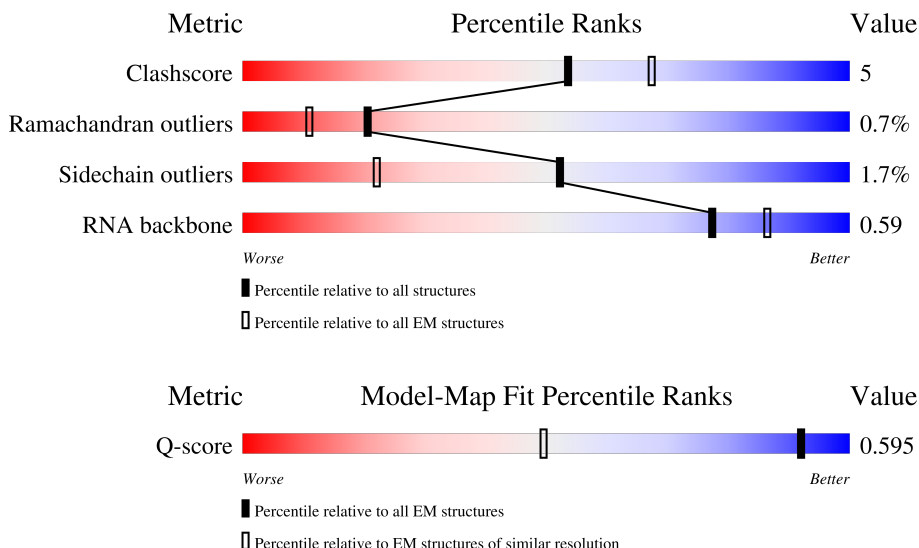 Metric Percentile Ranks Value
Clashscore 5
Ramachandran outliers 0.7%
Sidechain outliers 1.7%
RNA backbone 0.59
Worse Better
Percentile relative to all structures
Percentile relative to all EM structures
Metric Model-Map Fit Percentile Ranks Value
Q-score 0.595
Worse Better
Percentile relative to all EM structures
Percentile relative to EM structures of similar resolution